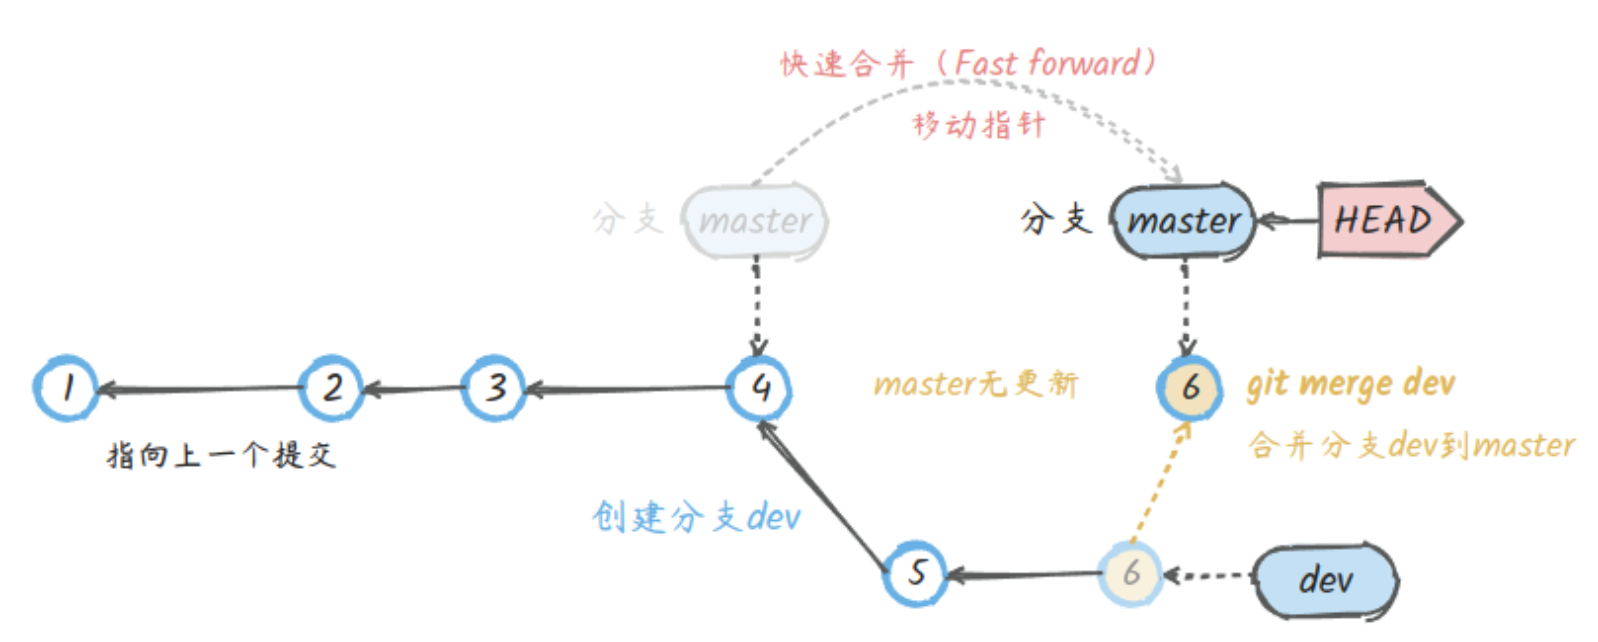 快速合并（Fast forward）
移动指针
分支 master
分支 master HEAD
1 2 3 4 master无更新 6 git merge dev
指向上一个提交
合并分支dev到master
创建分支dev
5 6 dev